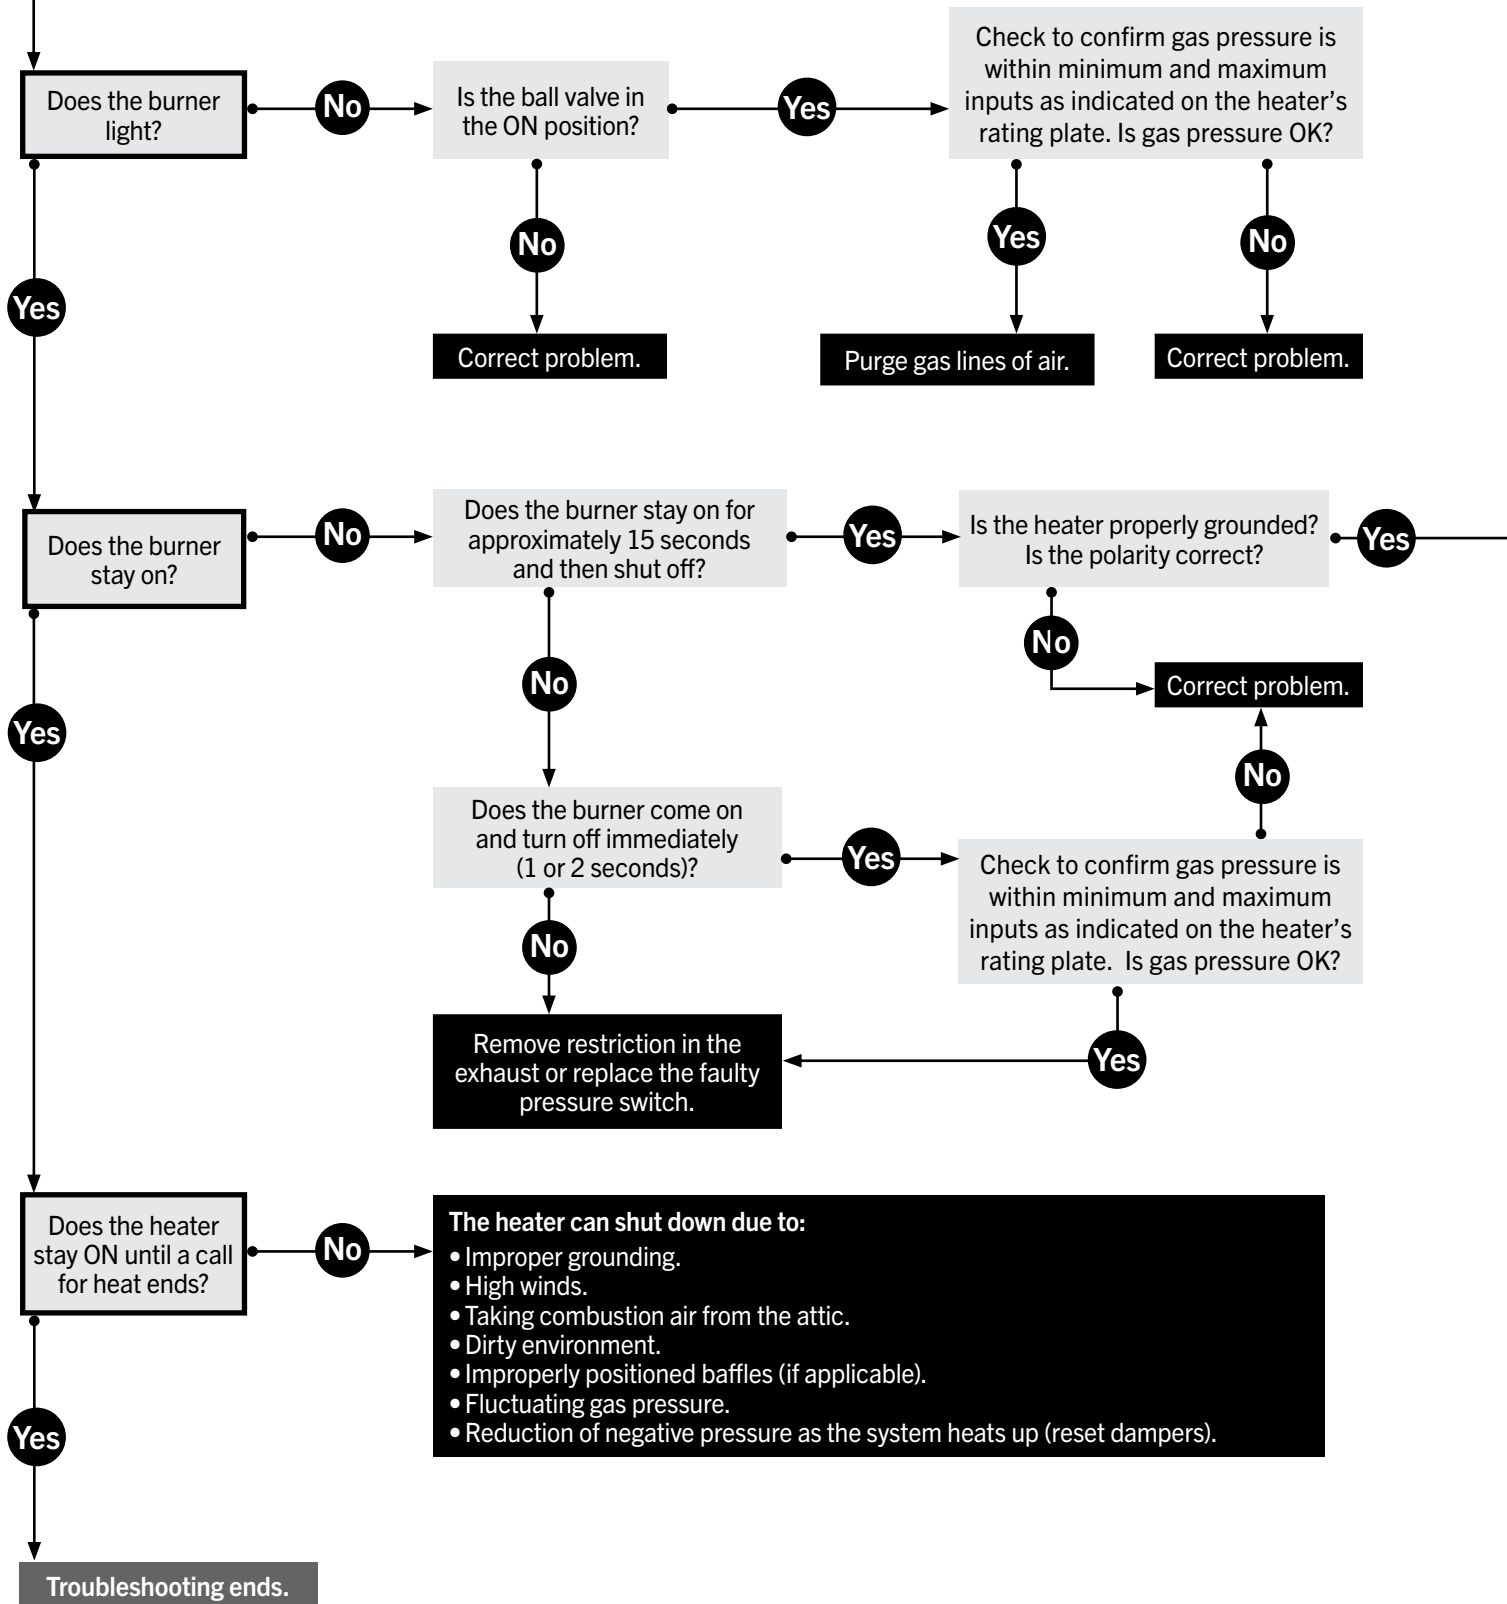 Does the burner
light?
No
Is the ball valve in
the ON position?
Yes
Check to confirm gas pressure is
within minimum and maximum
inputs as indicated on the heater’s
rating plate. Is gas pressure OK?
No
Yes
No
Yes
Correct problem.
Purge gas lines of air.
Correct problem.
Does the burner
stay on?
No
Does the burner stay on for
approximately 15 seconds
and then shut off?
Yes
Is the heater properly grounded?
Is the polarity correct?
Yes
No
No
Correct problem.
Yes
No
Does the burner come on
and turn off immediately
(1 or 2 seconds)?
Yes
Check to confirm gas pressure is
within minimum and maximum
inputs as indicated on the heater’s
rating plate.  Is gas pressure OK?
No
Remove restriction in the
exhaust or replace the faulty
pressure switch.
Yes
Does the heater
stay ON until a call
for heat ends?
No
The heater can shut down due to:
• Improper grounding.
• High winds.
• Taking combustion air from the attic.
• Dirty environment.
• Improperly positioned baffles (if applicable).
• Fluctuating gas pressure.
• Reduction of negative pressure as the system heats up (reset dampers).
Yes
Troubleshooting ends.